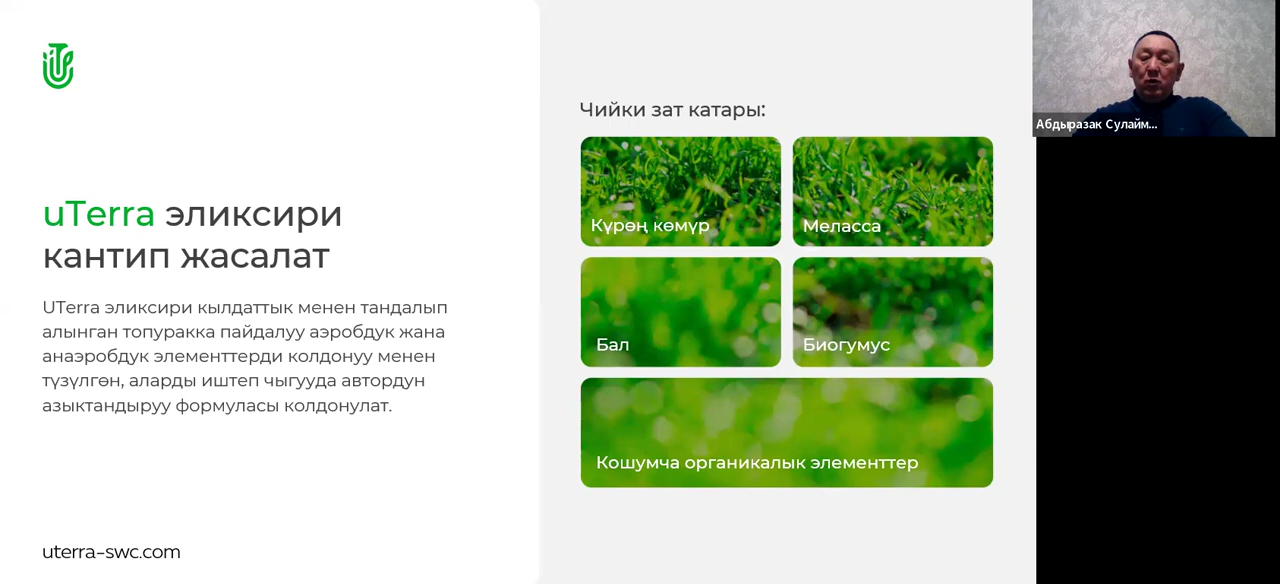 uTerra эликсири
кантип жасалат
UTerra эликсири кылдаттык менен тандалып
алынган топуракка пайдалуу аэробдук жана
анаэробдук элементтерди колдонуу менен
түзүлгөн, аларды иштеп чыгууда автордун
азыктандыруу формуласы колдонулат.
uterra-swc.com
Чийки зат катары:
Күрөң көмүр
Меласса
Бал
Биогумус
Кошумча органикалык элементтер
Абдыразак Сулайм...